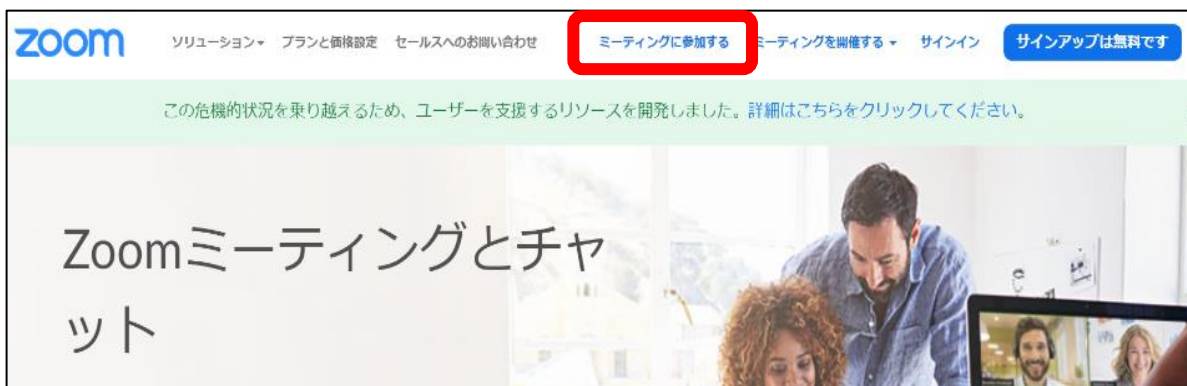 zoom ソリューション プランと価格設定 セールスへのお問い合わせ ミーティングに参加する ミーティングを開催する サインイン サインアップは無料です
この危機的状況を乗り越えるため、ユーザーを支援するリソースを開発しました。詳細はこちらをクリックしてください。
Zoomミーティングとチャ
ット